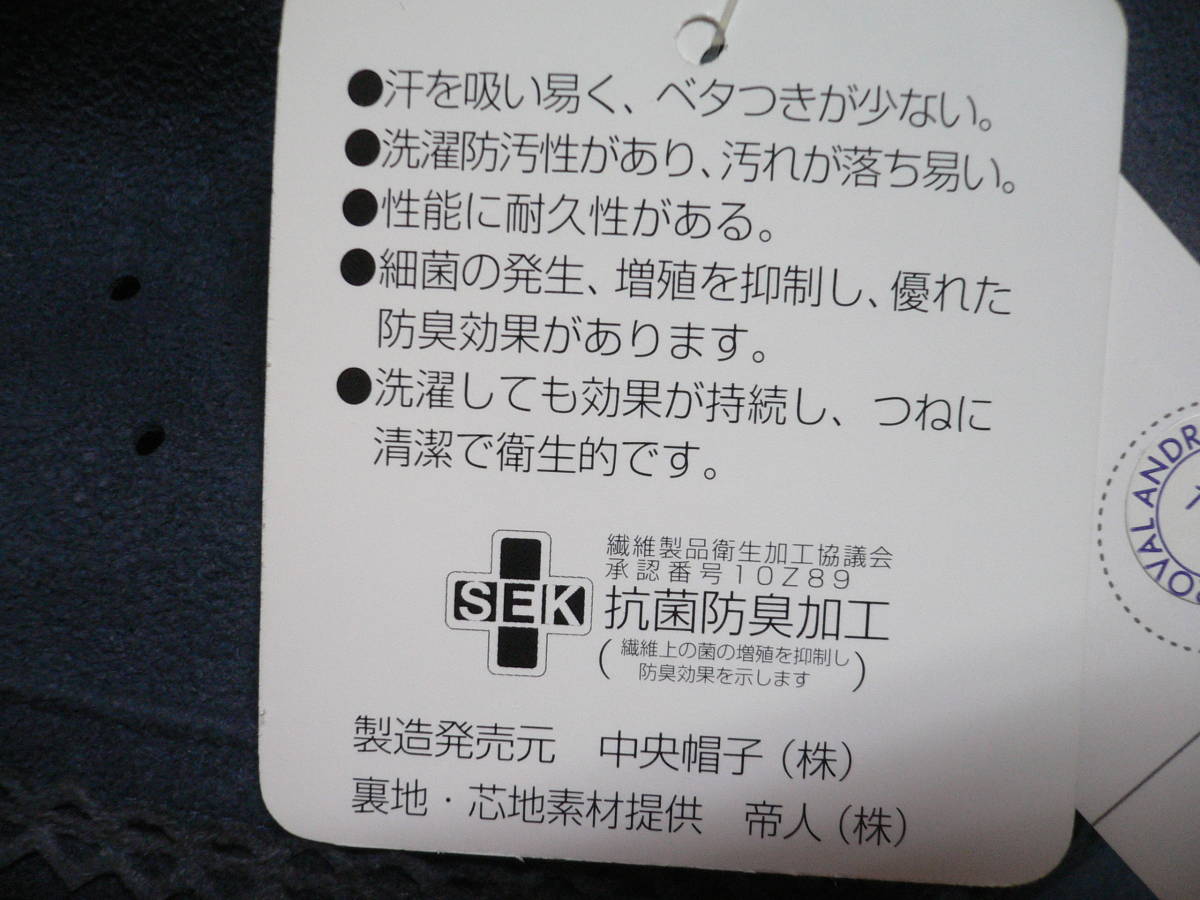 ●汗を吸い易く、ベタつきが少ない。
●洗濯防汚性があり、汚れが落ち易い。
●性能に耐久性がある。
●細菌の発生、増殖を抑制し、優れた
防臭効果があります。
●洗濯しても効果が持続し、つねに
清潔で衛生的です。
SEK
繊維製品衛生加工協議会
承認番号10Z89
抗菌防臭加工
(繊維上の菌の増殖を抑制し
防臭効果を示します)
製造発売元 中央帽子(株)
裏地・芯地素材提供 帝人(株)